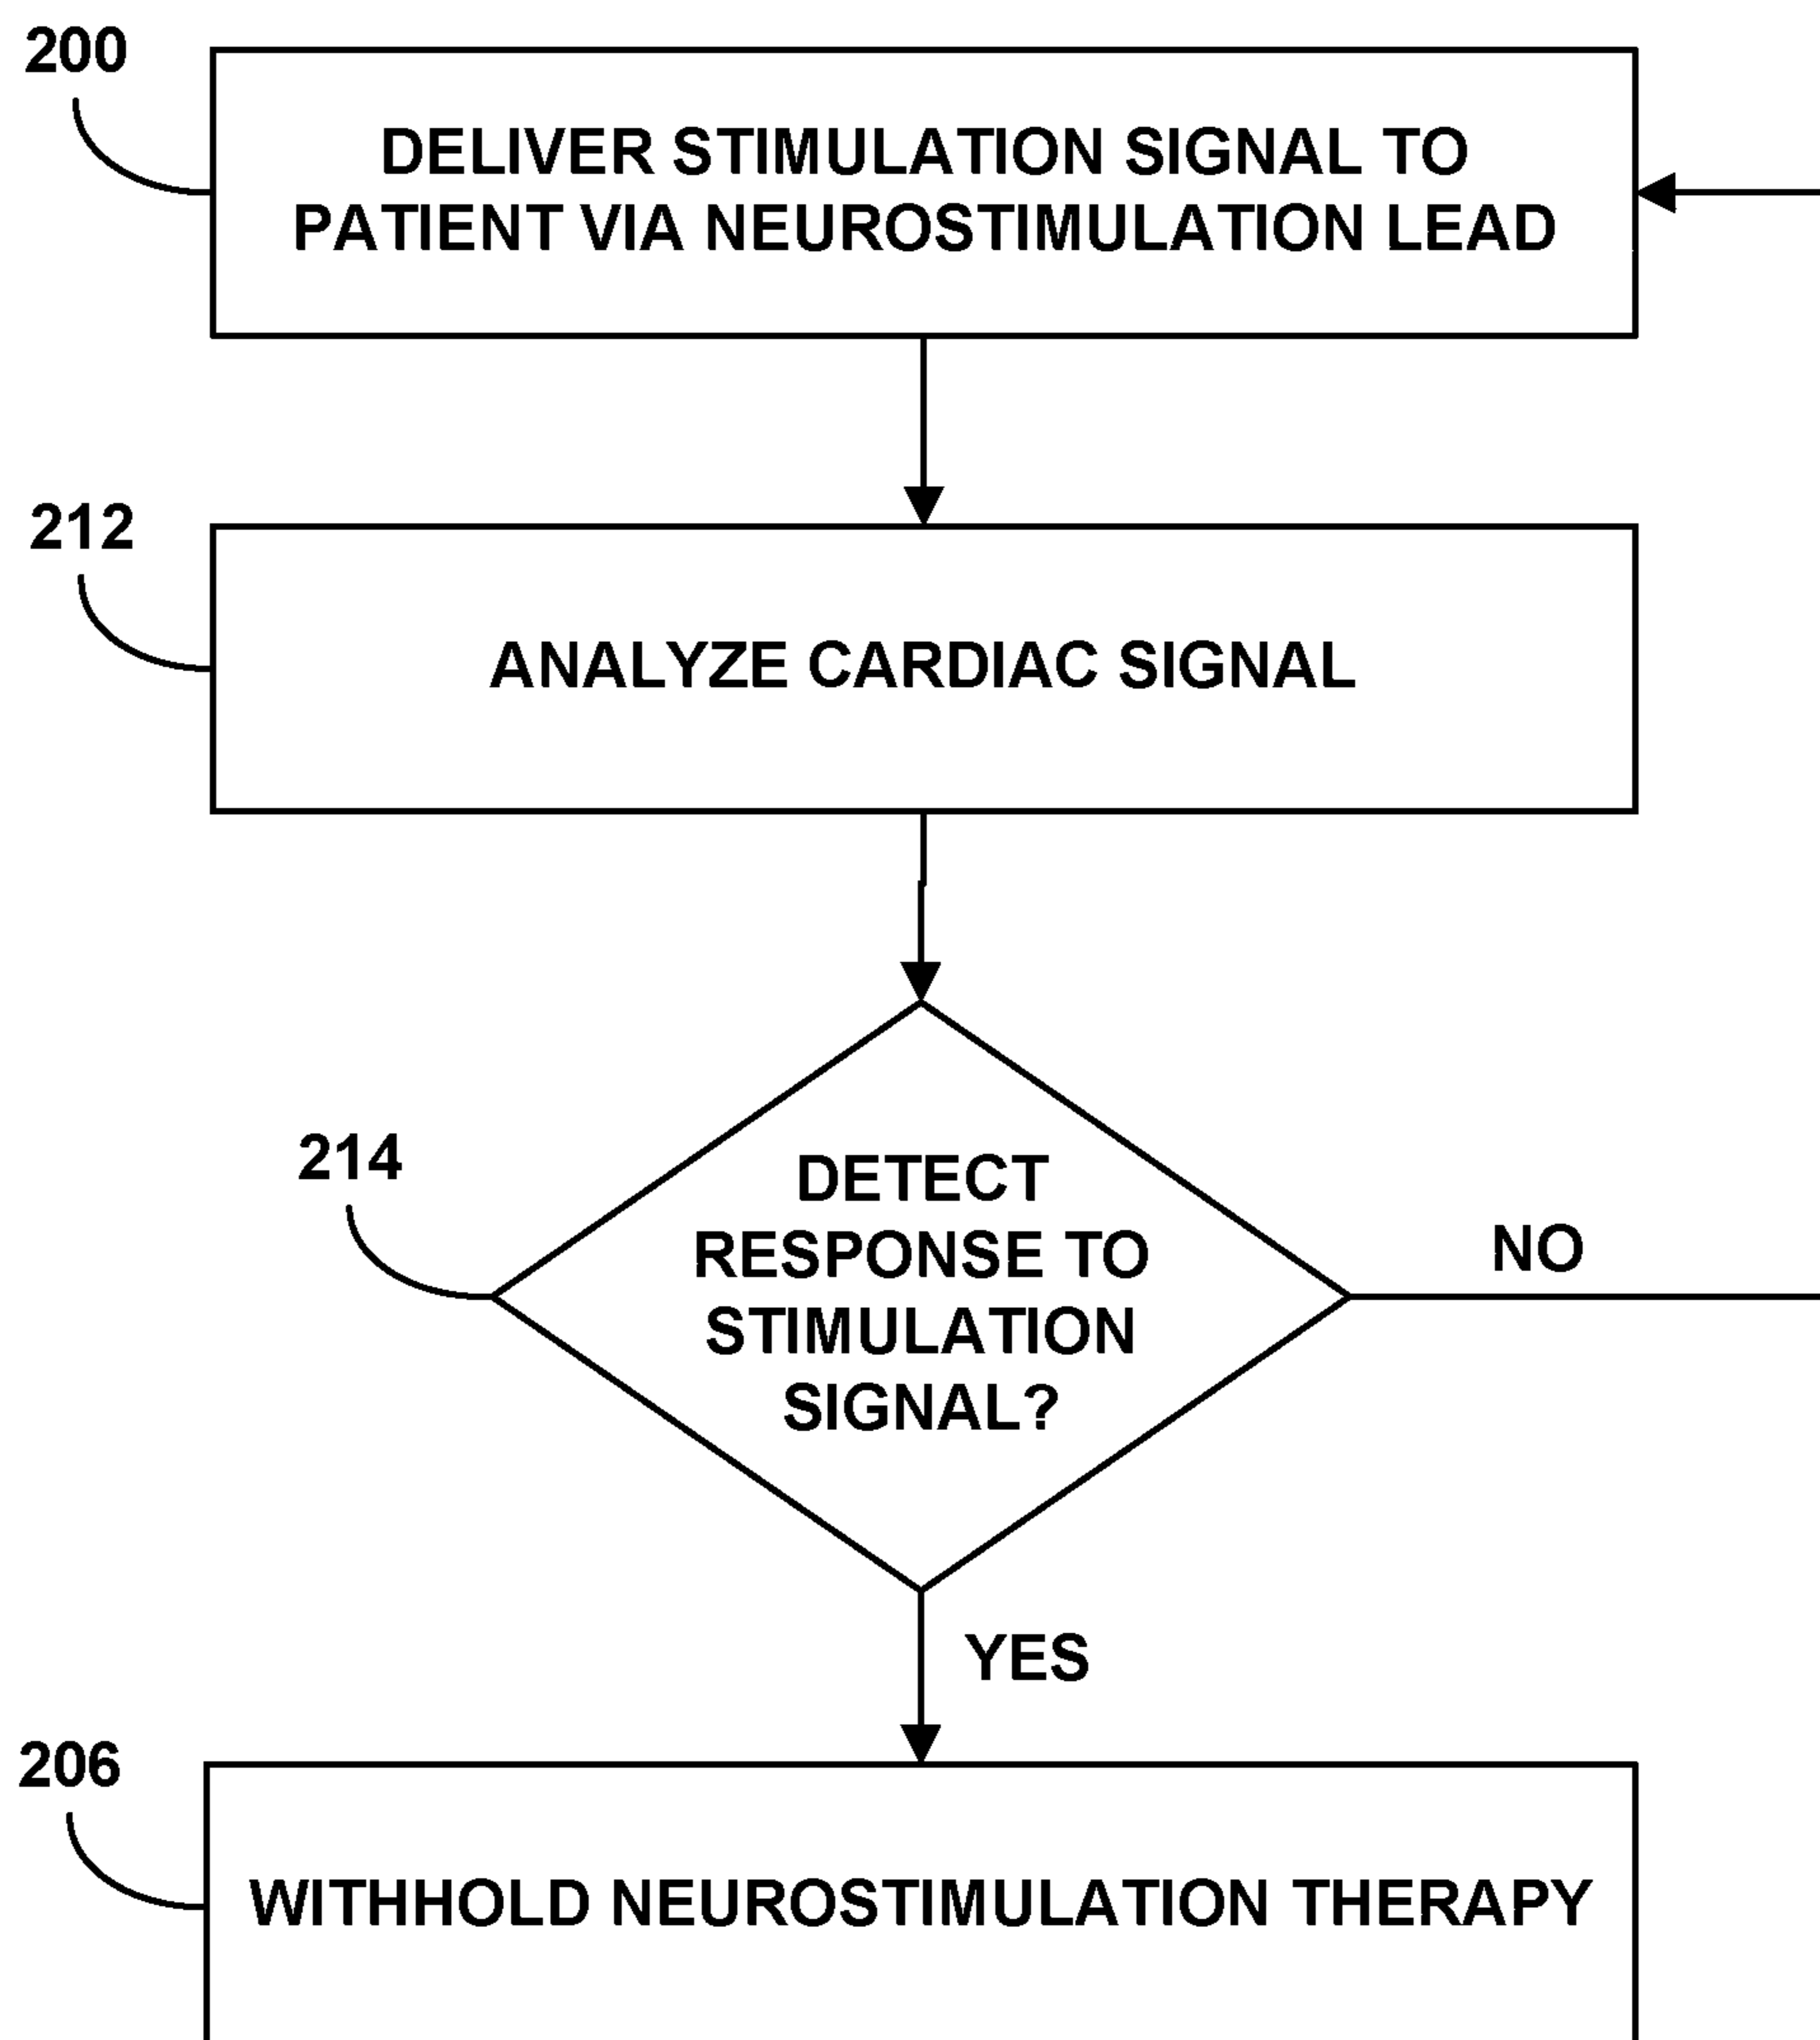 200
DELIVER STIMULATION SIGNAL TO
PATIENT VIA NEUROSTIMULATION LEAD
212
ANALYZE CARDIAC SIGNAL
214
DETECT
RESPONSE TO
STIMULATION
SIGNAL?
NO
YES
206
WITHHOLD NEUROSTIMULATION THERAPY